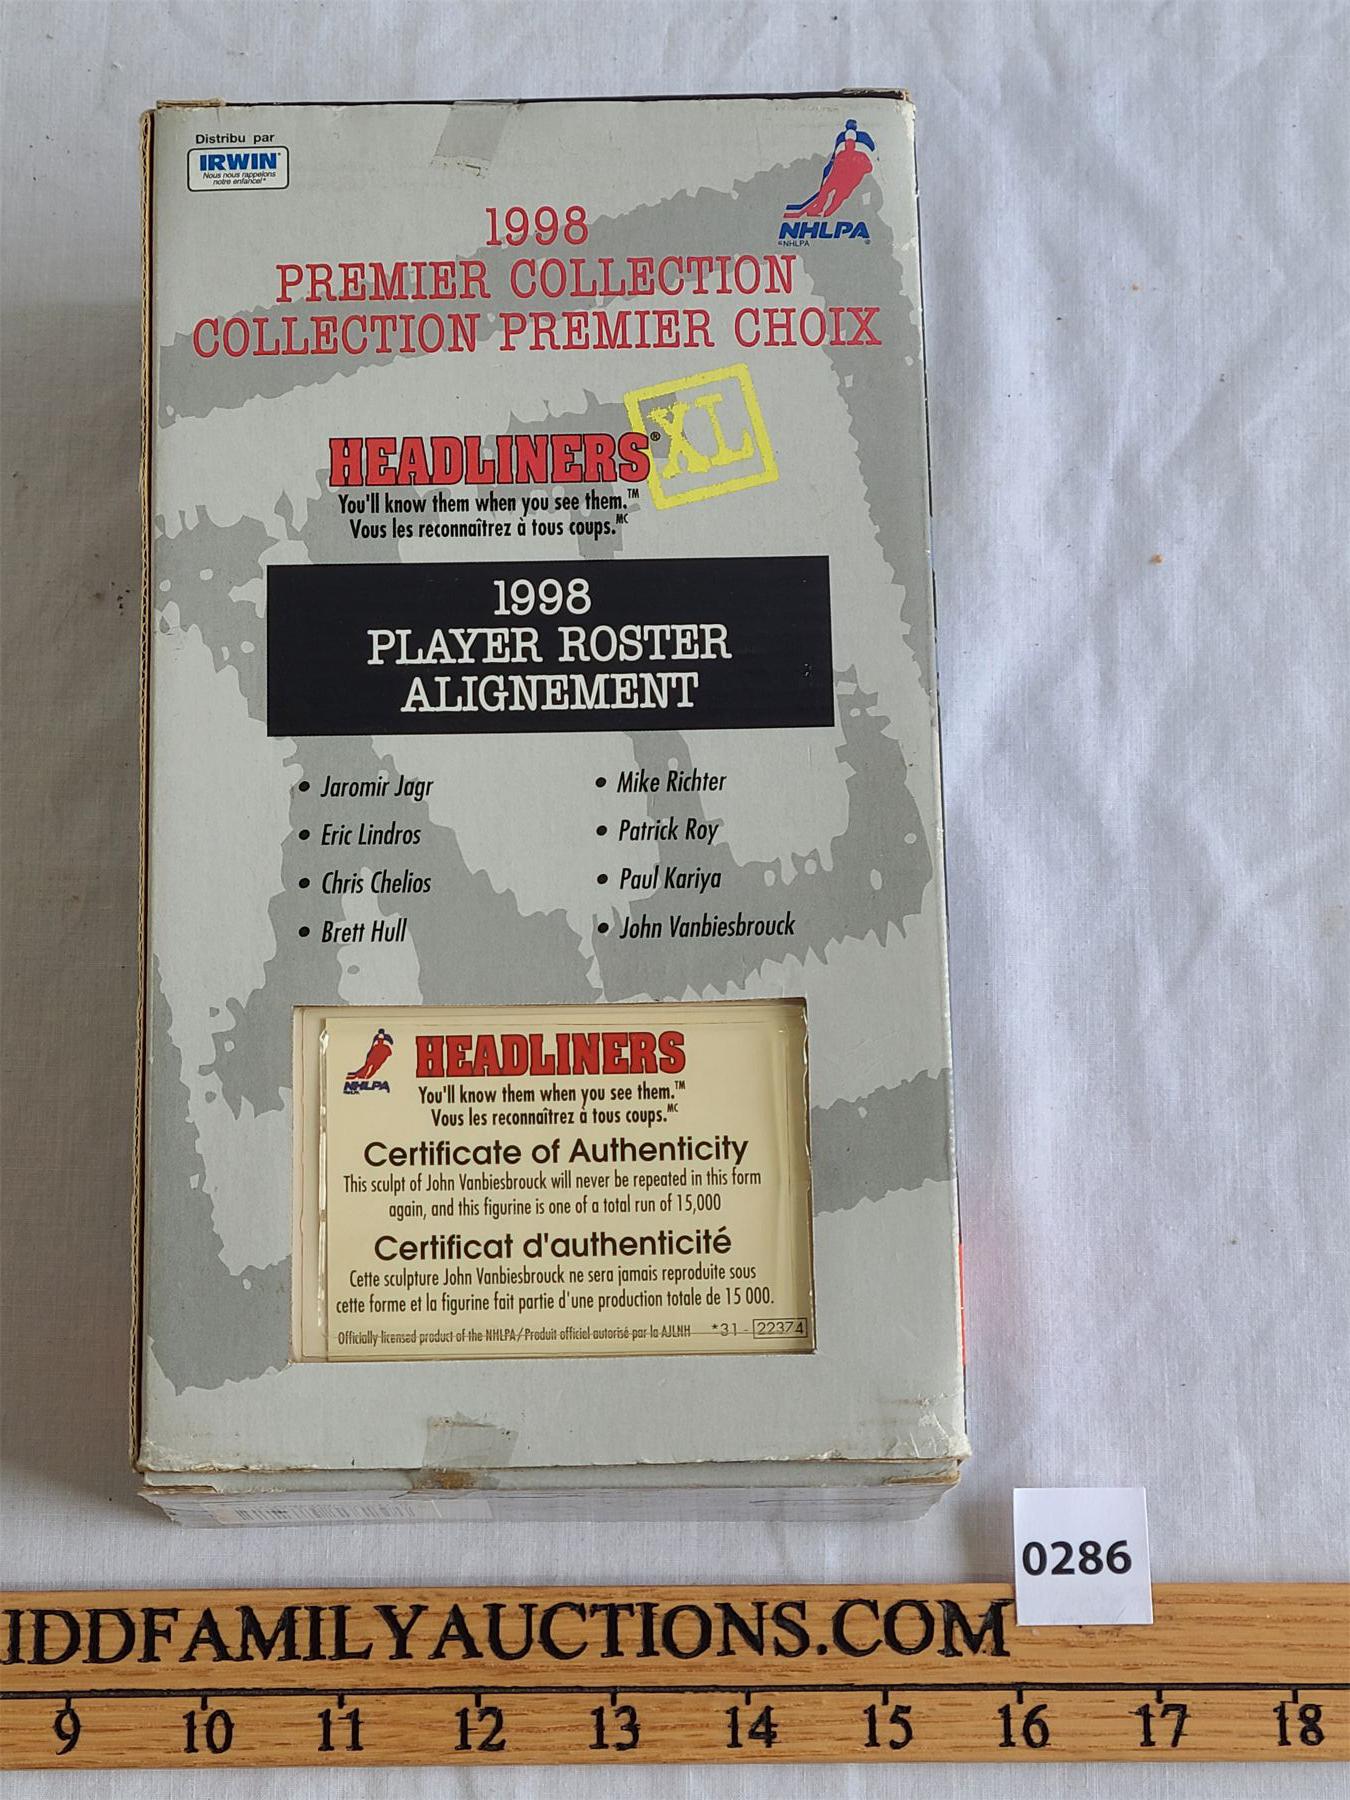 Distribu par
IRWIN
Nous nous rappelons
notre enfance!*
NHLPA
©NHLPA
1998
PREMIER COLLECTION
COLLECTION PREMIER CHOIX
HEADLINERS® XL
You'll know them when you see them.™
Vous les reconnaîtrez à tous coups.MC
1998
PLAYER ROSTER
ALIGNEMENT
• Jaromir Jagr
• Eric Lindros
• Chris Chelios
• Brett Hull
• Mike Richter
• Patrick Roy
• Paul Kariya
• John Vanbiesbrouck
NHLPA
HEADLINERS
You'll know them when you see them.™
Vous les reconnaîtrez à tous coups.MC
Certificate of Authenticity
This sculpt of John Vanbiesbrouck will never be repeated in this form
again, and this figurine is one of a total run of 15,000
Certificat d'authenticité
Cette sculpture John Vanbiesbrouck ne sera jamais reproduite sous
cette forme et la figurine fait partie d'une production totale de 15 000.
Officially licensed product of the NHLPA/Produit officiel autorisé par la AJLNH *31 - 22374
0286
IDDFAMILYAUCTIONS.COM
9 10 11 12 13 14 15 16 17 18